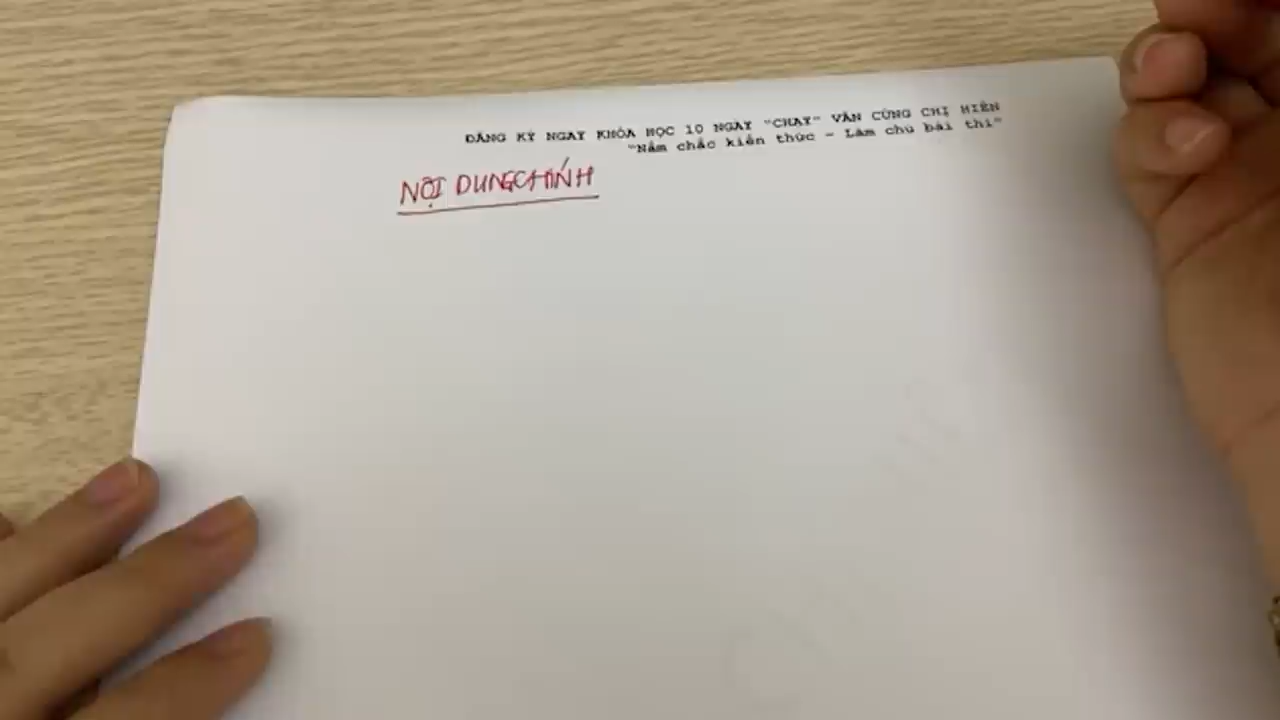 ĐĂNG KÝ NGAY KHÓA HỌC 10 NGÀY "CHẠY" VĂN CÙNG CHỊ HIÊN
"Nắm chắc kiến thức - Làm chủ bài thi"
NỘI DUNG CHÍNH